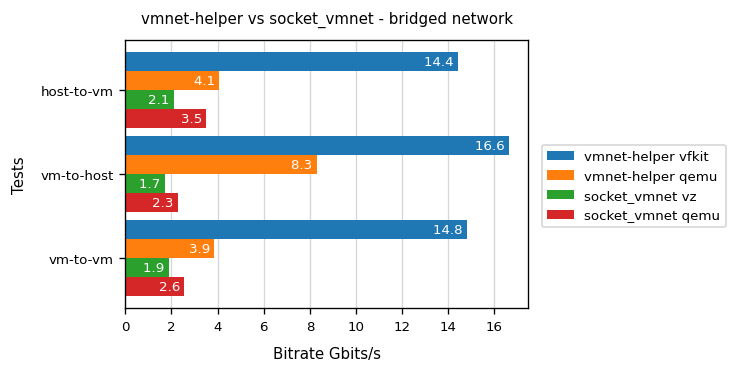 vmnet-helper vs socket_vmnet - bridged network
host-to-vm
14.4
4.1
2.1
3.5
vm-to-host
16.6
8.3
1.7
2.3
vm-to-vm
14.8
3.9
1.9
2.6
Tests
0 2 4 6 8 10 12 14 16
Bitrate Gbits/s
vmnet-helper vfkit
vmnet-helper qemu
socket_vmnet vz
socket_vmnet qemu